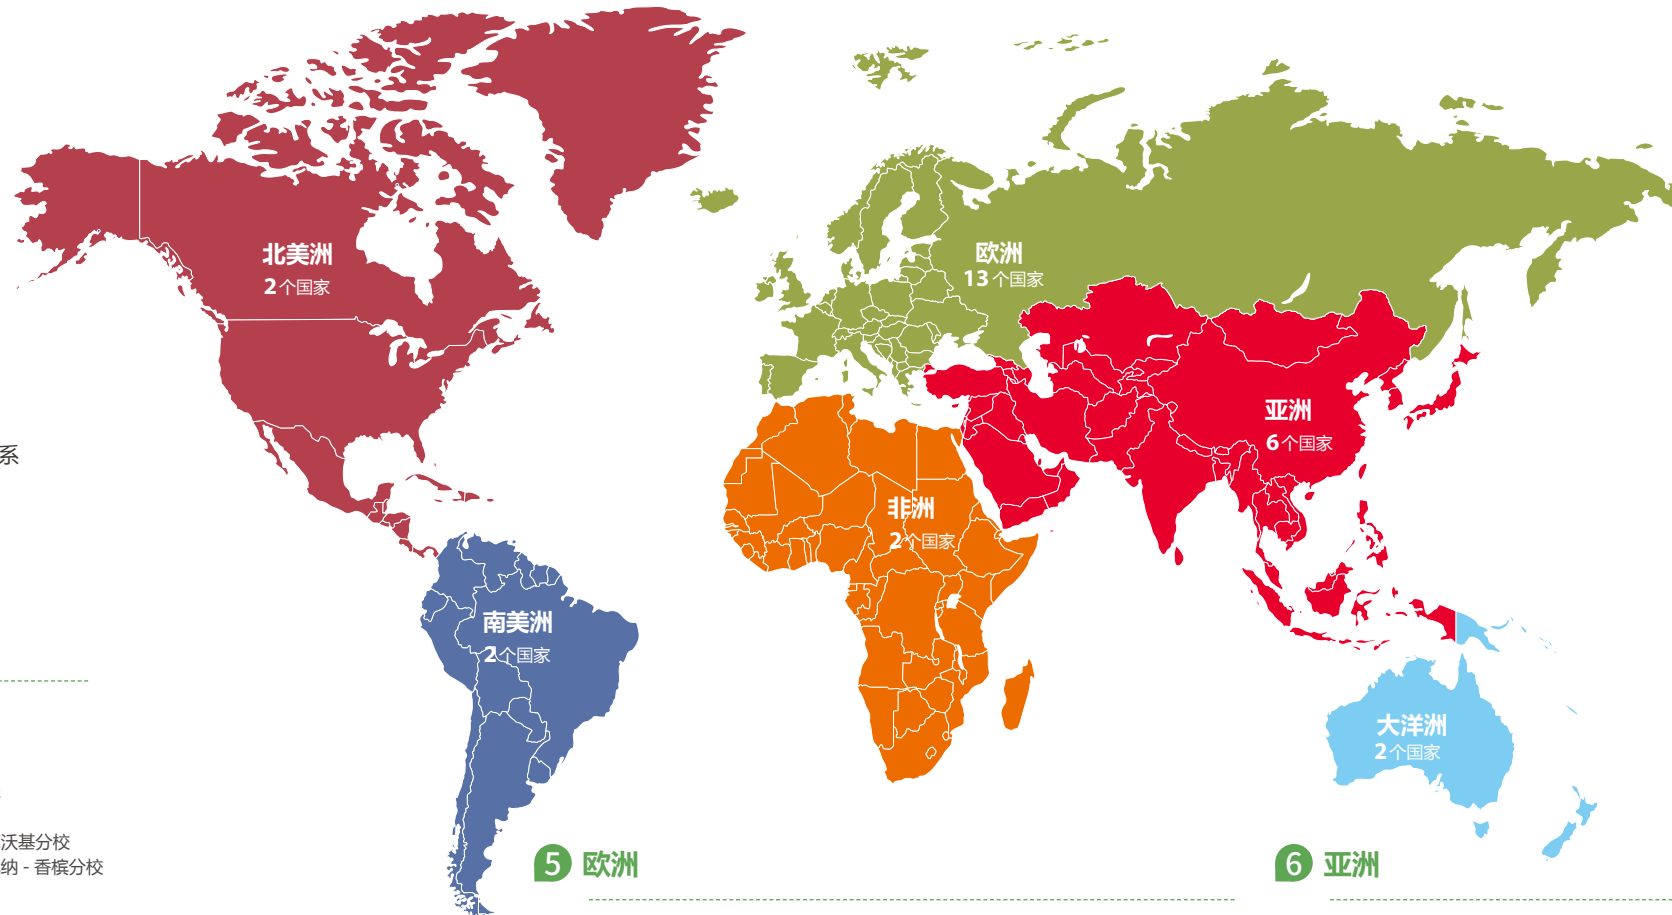 北美洲
2个国家
欧洲
13个国家
亚洲
6个国家
系
非洲
2个国家
南美洲
2个国家
大洋洲
2个国家
沃基分校
纳 - 香槟分校
5 欧洲
6 亚洲